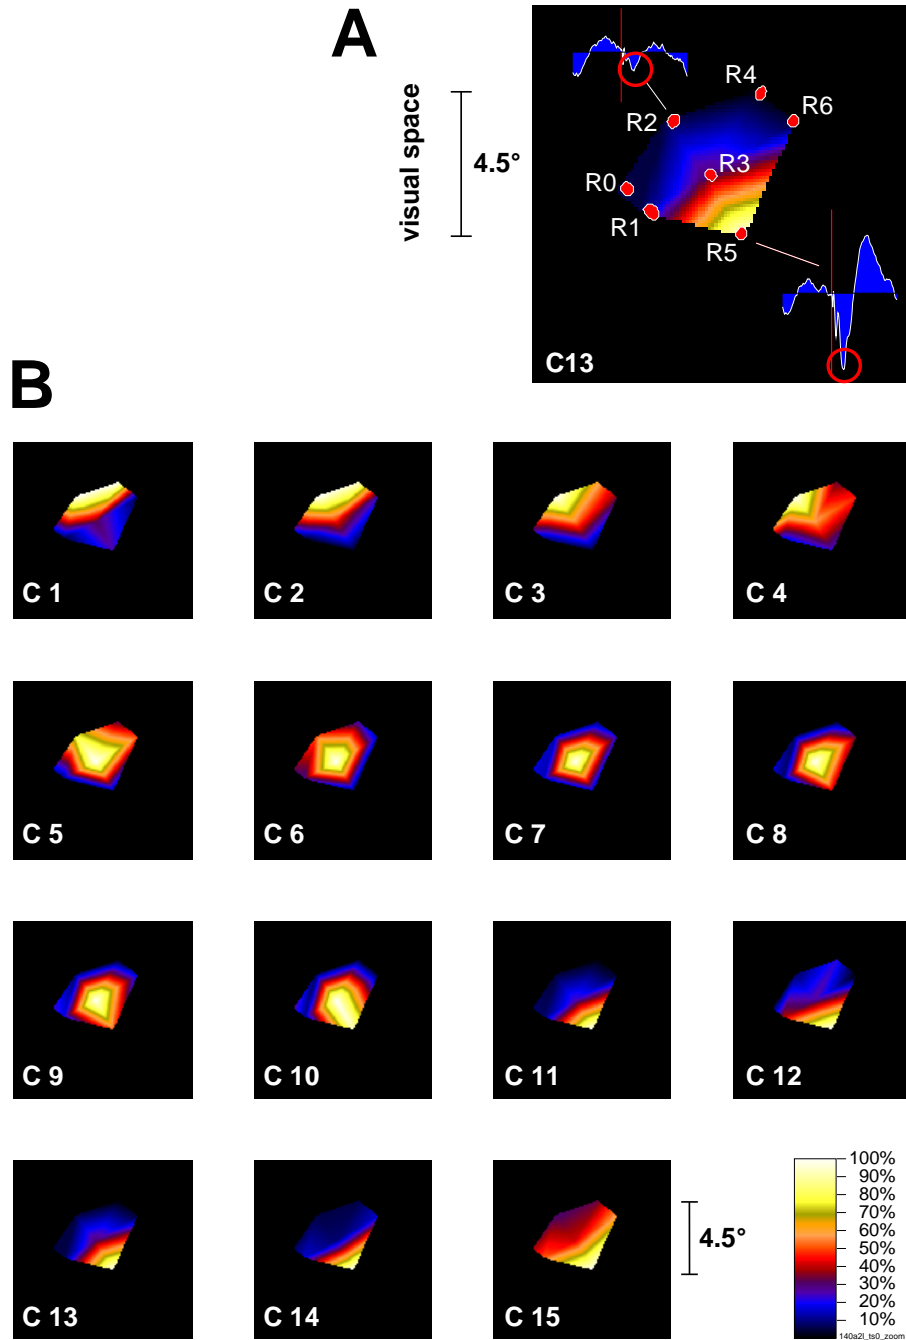 A
visual space
4.5°
R4
R6
R2
R3
R0
R1
R5
C13
B
C 1
C 2
C 3
C 4
C 5
C 6
C 7
C 8
C 9
C 10
C 11
C 12
C 13
C 14
C 15
4.5°
100%
90%
80%
70%
60%
50%
40%
30%
20%
10%
140a2l_ts0_zoom